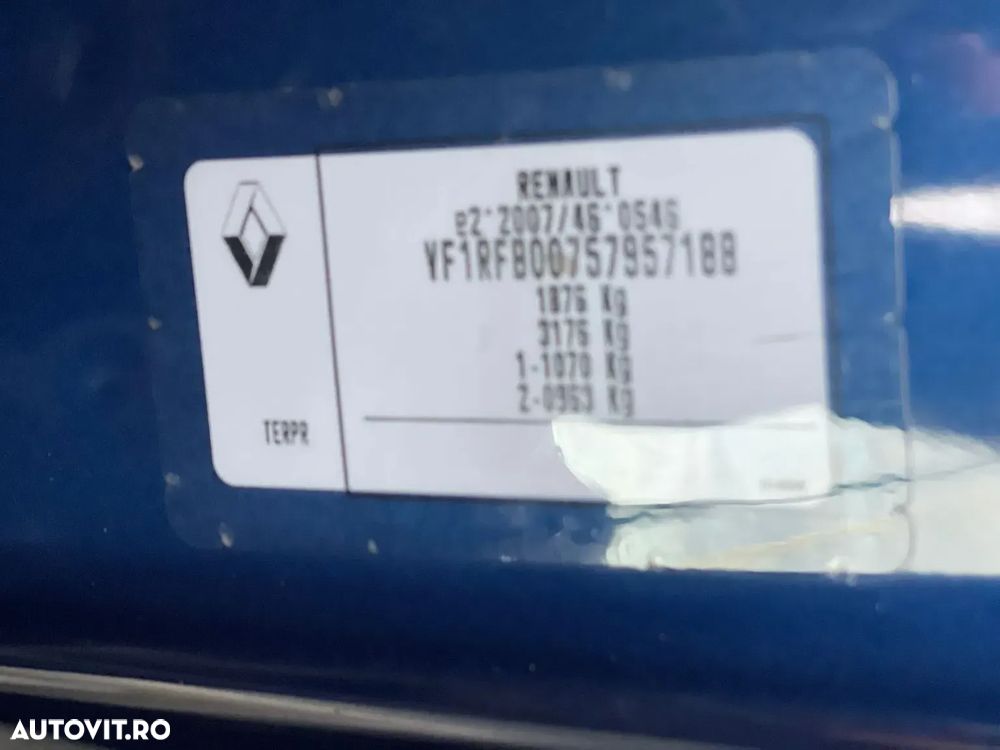 RENAULT
e2*2007/46*0546
VF1RFB00757957188
1876 Kg
3176 Kg
1-1070 Kg
2-0963 Kg
TERPR
AUTOVIT.RO